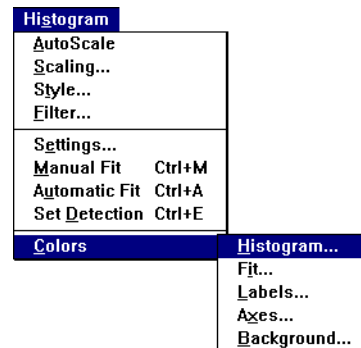 Histogram
AutoScale
Scaling...
Style...
Filter...
Settings...
Manual Fit Ctrl+M
Automatic Fit Ctrl+A
Set Detection Ctrl+E
Colors
Histogram...
Fit...
Labels...
Axes...
Background...